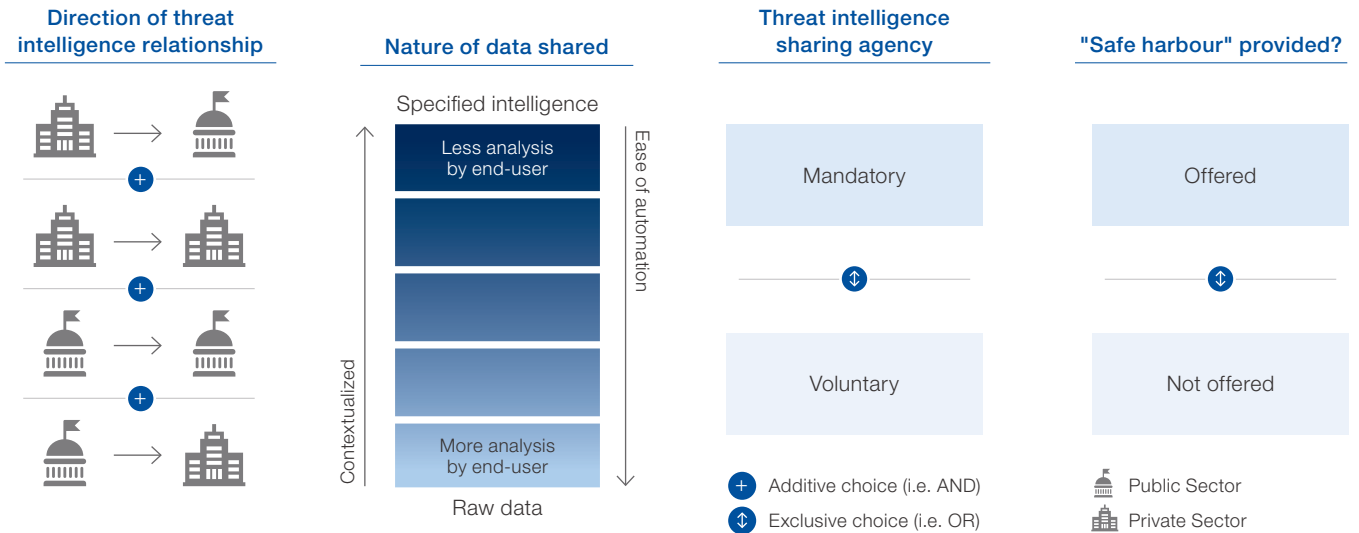 Direction of threat
intelligence relationship
Nature of data shared
Specified intelligence
Less analysis
by end-user
More analysis
by end-user
Raw data
Contextualized
Ease of automation
Threat intelligence
sharing agency
Mandatory
Voluntary
"Safe harbour" provided?
Offered
Not offered
Additive choice (i.e. AND)
Exclusive choice (i.e. OR)
Public Sector
Private Sector